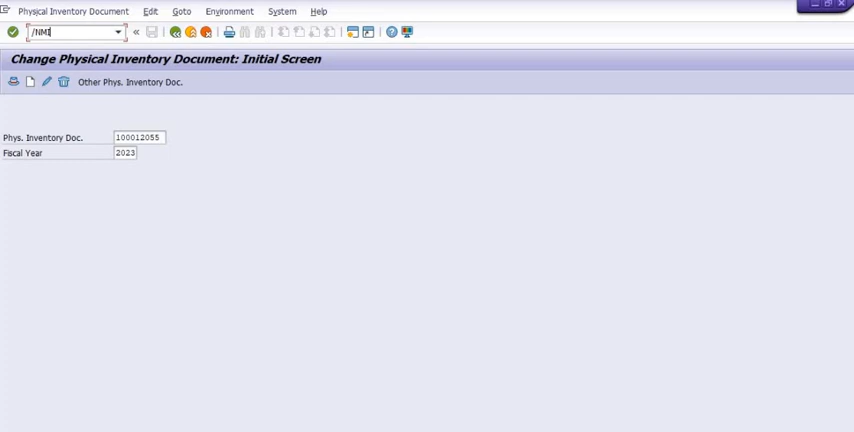 Physical Inventory Document Edit Goto Environment System Help
/NMI
Change Physical Inventory Document: Initial Screen
Other Phys. Inventory Doc.
Phys. Inventory Doc. 100012055
Fiscal Year 2023